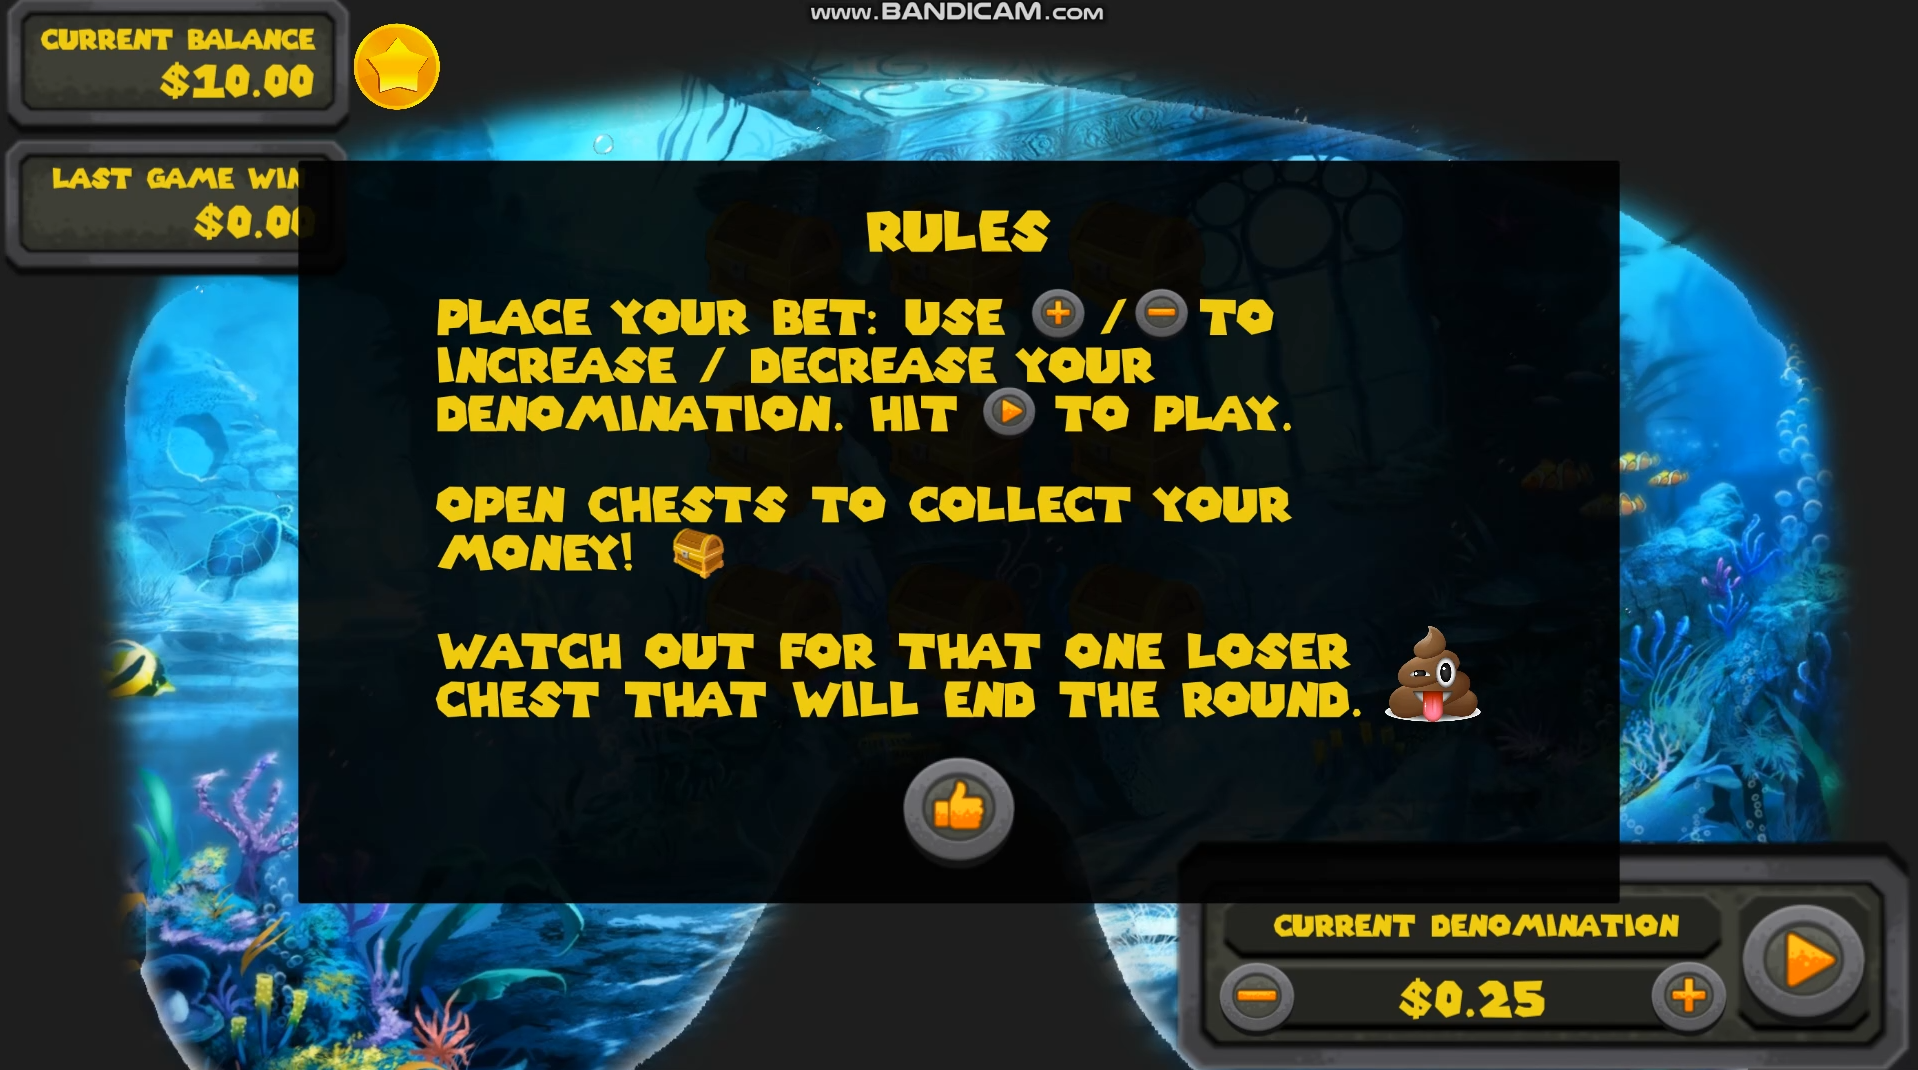 www.BANDICAM.com
CURRENT BALANCE
$10.00
LAST GAME WIN
$0.00
RULES
PLACE YOUR BET: USE + / - TO
INCREASE / DECREASE YOUR
DENOMINATION. HIT TO PLAY.
OPEN CHESTS TO COLLECT YOUR
MONEY!
WATCH OUT FOR THAT ONE LOSER
CHEST THAT WILL END THE ROUND.
CURRENT DENOMINATION
$0.25